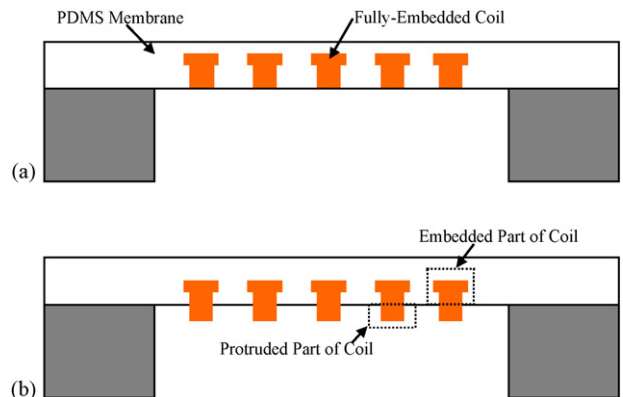 PDMS Membrane
Fully-Embedded Coil
(a)
Embedded Part of Coil
Protruded Part of Coil
(b)